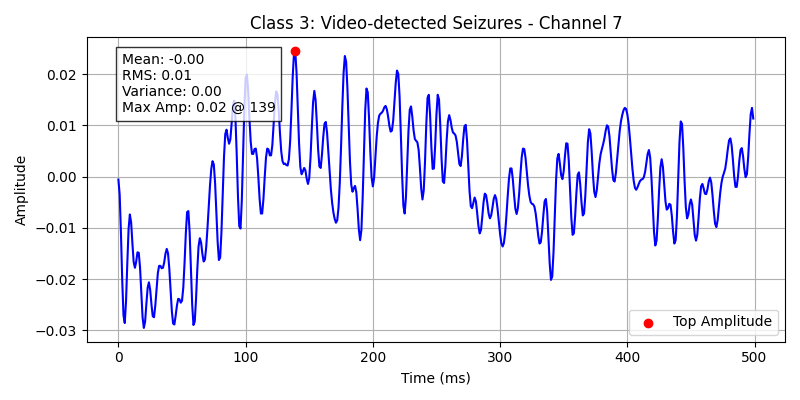 Class 3: Video-detected Seizures - Channel 7
Mean: -0.00
RMS: 0.01
Variance: 0.00
Max Amp: 0.02 @ 139
Amplitude
0.02
0.01
0.00
−0.01
−0.02
−0.03
Top Amplitude
0
100
200
300
400
500
Time (ms)